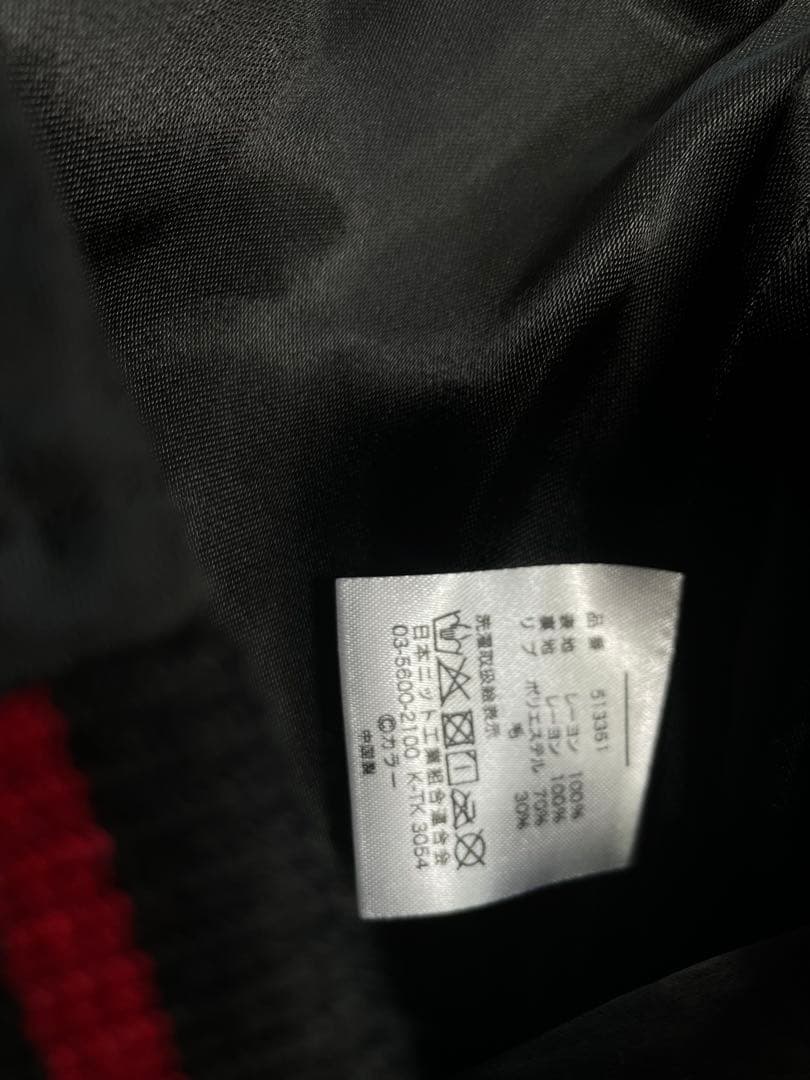 品番 513351
表地 レーヨン 100%
裏地 レーヨン 100%
リブ ポリエステル 70%
毛 30%
洗濯取扱絵表示
日本ニット工業組合連合会
03-5600-2100 K-TK 3054
©カラー
中国製